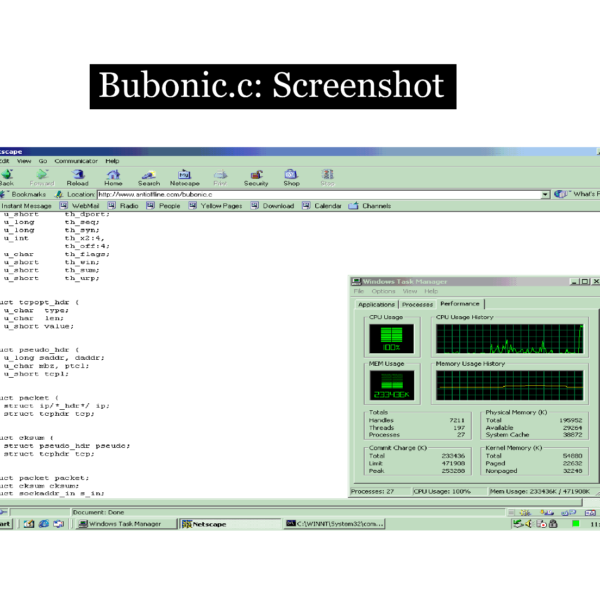 Bubonic.c: Screenshot
scape
Edit View Go Communicator Help
Back Forward Reload Home Search Netscape Print Security Shop Stop
Bookmarks Location: http://www.antioffline.com/bubonic.c What's R
Instant Message WebMail Radio People Yellow Pages Download Calendar Channels
u_short th_dport;
u_long th_seq;
u_long th_syn;
u_int th_x2:4,
th_off:4;
u_char th_flags;
u_short th_win;
u_short th_sum;
u_short th_urp;
uct tcpopt_hdr {
u_char type;
u_char len;
u_short value;
uct pseudo_hdr {
u_long saddr, daddr;
u_char mbz, ptcl;
u_short tcpl;
uct packet {
struct ip/*_hdr*/ ip;
struct tcphdr tcp;
uct cksum {
struct pseudo_hdr pseudo;
struct tcphdr tcp;
uct packet packet;
uct cksum cksum;
uct sockaddr_in s_in;
Windows Task Manager
File Options View Help
Applications Processes Performance
CPU Usage CPU Usage History
100%
MEM Usage Memory Usage History
233436K
Totals
Handles 7211
Threads 197
Processes 27
Physical Memory (K)
Total 195952
Available 29264
System Cache 38872
Commit Charge (K)
Total 233436
Limit 471908
Peak 253288
Kernel Memory (K)
Total 54880
Paged 22632
Nonpaged 32248
Processes: 27 CPU Usage: 100% Mem Usage: 233436K / 471908K
Document: Done
art Windows Task Manager Netscape C:\WINNT\System32\com... 11: